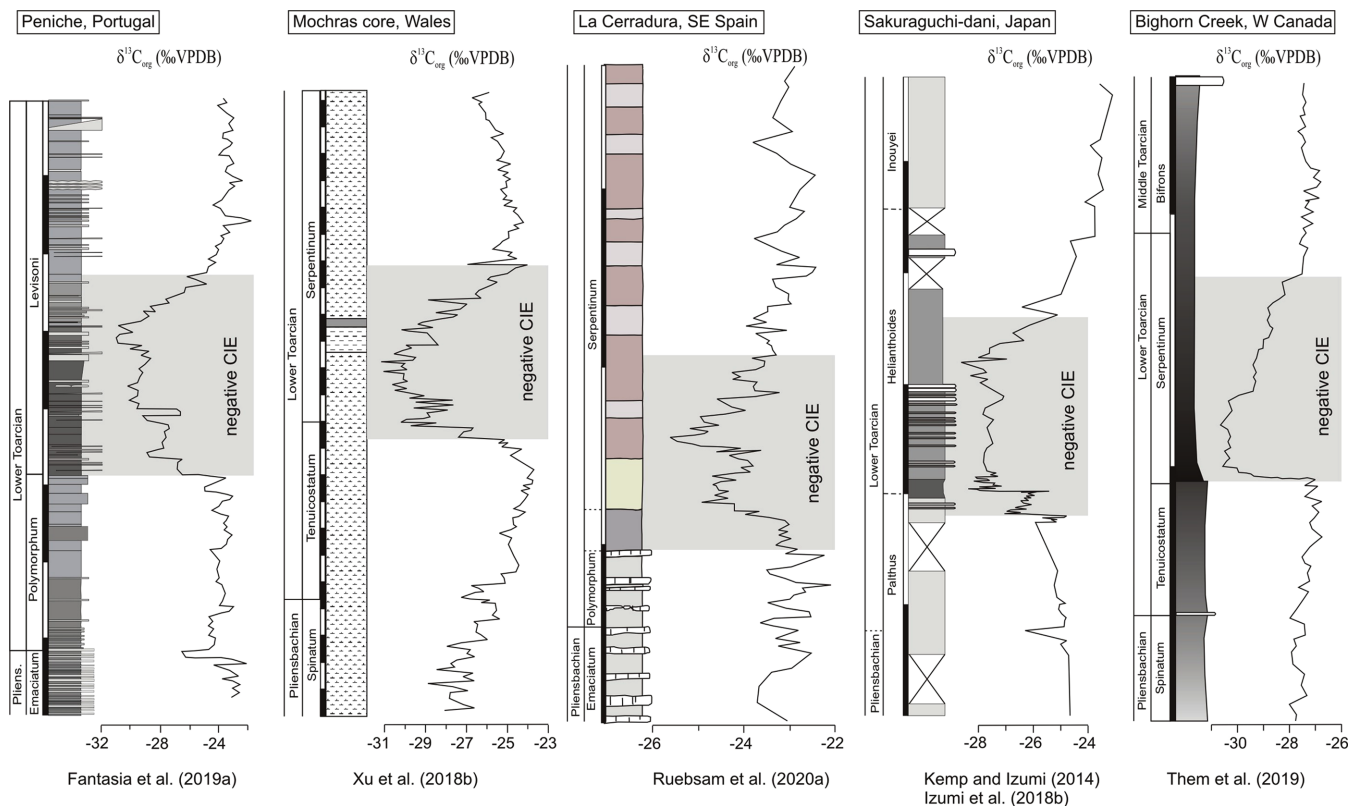 Peniche, Portugal
δ13Corg (‰VPDB)
Pliens.
Lower Toarcian
Emaciatum
Polymorphum
Levisoni
negative CIE
-32 -28 -24
Fantasia et al. (2019a)
Mochras core, Wales
δ13Corg (‰VPDB)
Pliensbachian
Lower Toarcian
Spinatum
Tenuicostatum
Serpentinum
negative CIE
-31 -29 -27 -25 -23
Xu et al. (2018b)
La Cerradura, SE Spain
δ13Corg (‰VPDB)
Pliensbachian
Emaciatum
Polymorphum
Serpentinum
negative CIE
-26 -24 -22
Ruebsam et al. (2020a)
Sakuraguchi-dani, Japan
δ13Corg (‰VPDB)
Pliensbachian
Lower Toarcian
Palthus
Helianthoides
Inouyei
negative CIE
-28 -26 -24
Kemp and Izumi (2014)
Izumi et al. (2018b)
Bighorn Creek, W Canada
δ13Corg (‰VPDB)
Pliensbachian
Lower Toarcian
Middle Toarcian
Spinatum
Tenuicostatum
Serpentinum
Bifrons
negative CIE
-30 -28 -26
Them et al. (2019)